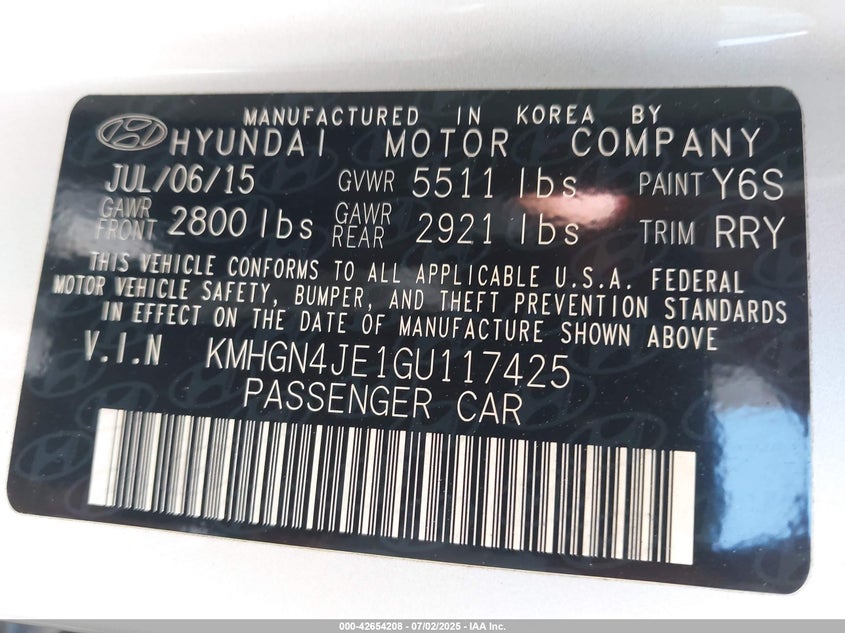 MANUFACTURED IN KOREA BY
HYUNDAI MOTOR COMPANY
JUL/06/15 GVWR 5511 lbs PAINT Y6S
GAWR FRONT 2800 lbs GAWR REAR 2921 lbs TRIM RRY
THIS VEHICLE CONFORMS TO ALL APPLICABLE U.S.A. FEDERAL
MOTOR VEHICLE SAFETY, BUMPER, AND THEFT PREVENTION STANDARDS
IN EFFECT ON THE DATE OF MANUFACTURE SHOWN ABOVE
V.I.N KMHGN4JE1GU117425
PASSENGER CAR
000-42654208 - 07/02/2025 - IAA Inc.